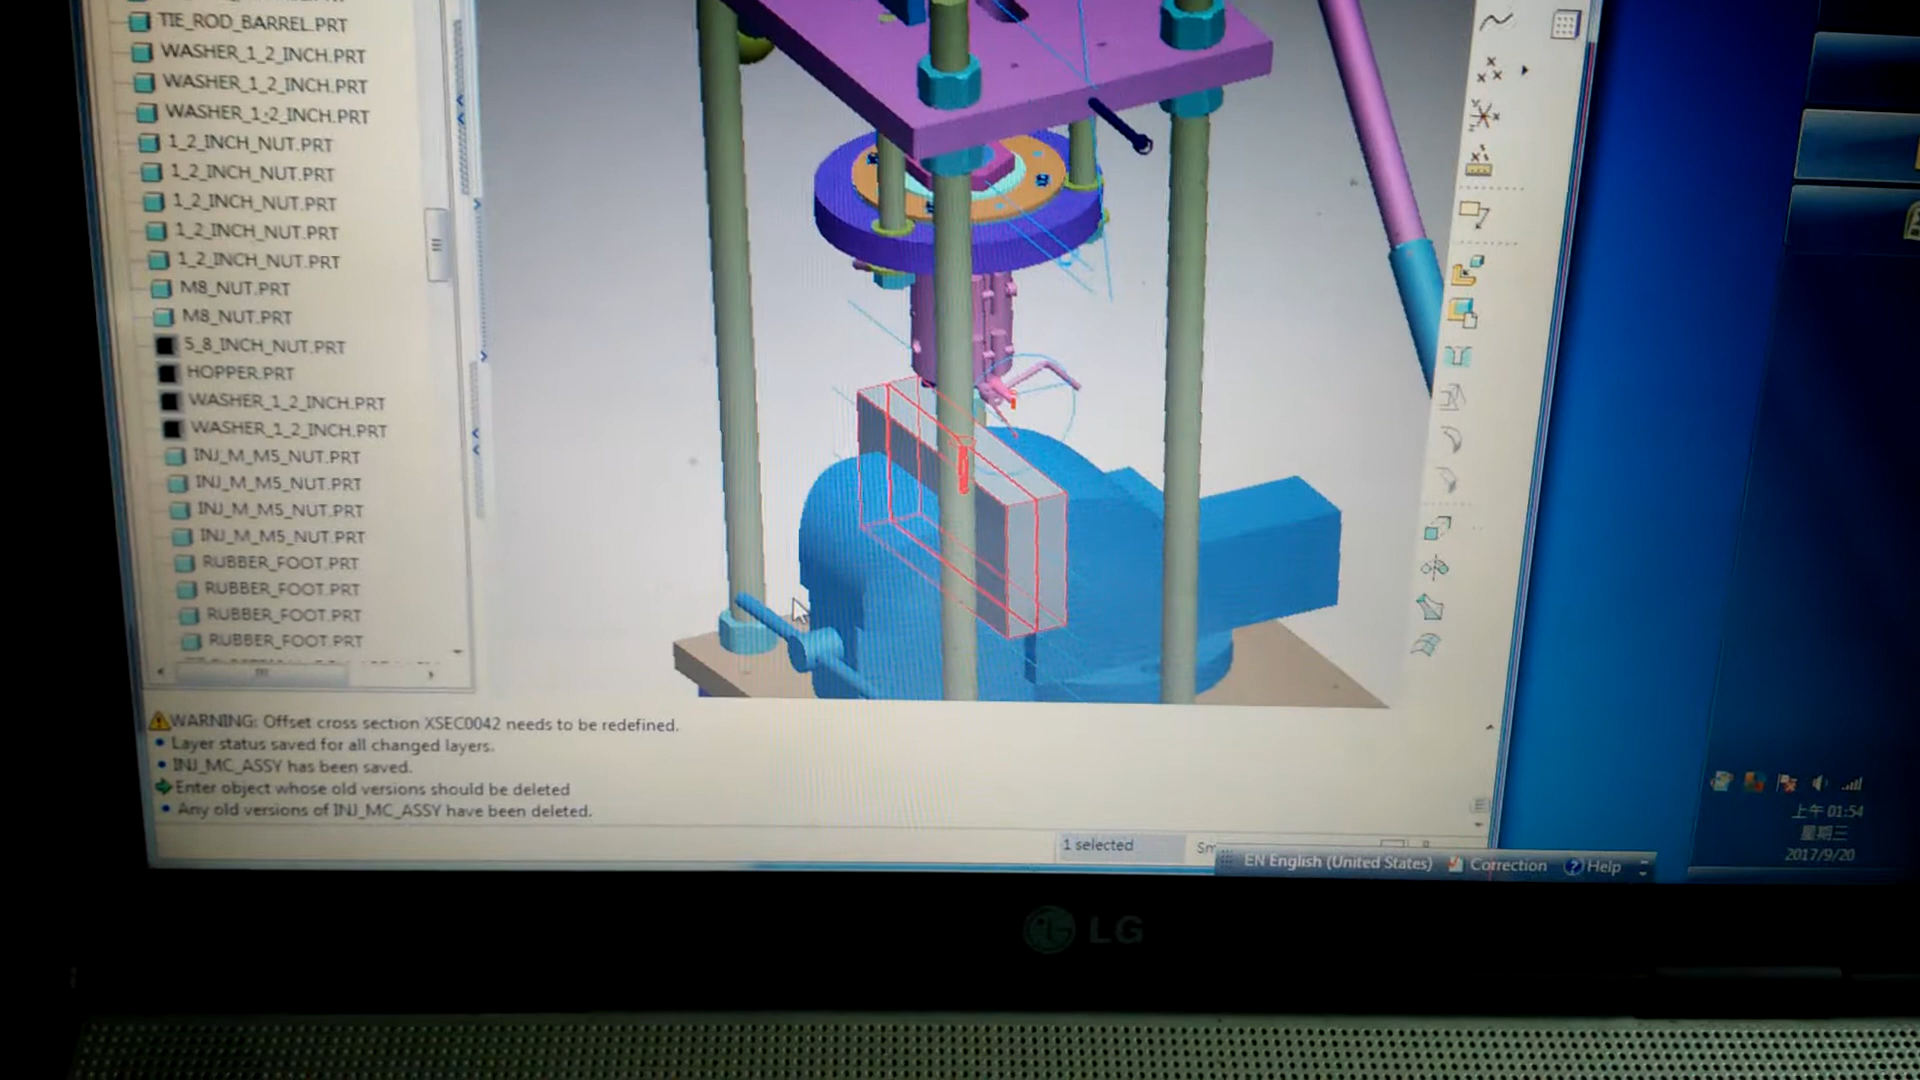 TIE_ROD_BARREL.PRT
WASHER_1_2_INCH.PRT
WASHER_1_2_INCH.PRT
WASHER_1_2_INCH.PRT
1_2_INCH_NUT.PRT
1_2_INCH_NUT.PRT
1_2_INCH_NUT.PRT
1_2_INCH_NUT.PRT
1_2_INCH_NUT.PRT
M8_NUT.PRT
M8_NUT.PRT
5_8_INCH_NUT.PRT
HOPPER.PRT
WASHER_1_2_INCH.PRT
WASHER_1_2_INCH.PRT
INJ_M_M5_NUT.PRT
INJ_M_M5_NUT.PRT
INJ_M_M5_NUT.PRT
INJ_M_M5_NUT.PRT
RUBBER_FOOT.PRT
RUBBER_FOOT.PRT
RUBBER_FOOT.PRT
RUBBER_FOOT.PRT
WARNING: Offset cross section XSEC0042 needs to be redefined.
Layer status saved for all changed layers.
INJ_MC_ASSY has been saved.
Enter object whose old versions should be deleted
Any old versions of INJ_MC_ASSY have been deleted.
1 selected
Sm
EN English (United States) Correction Help
上午 01:54
星期三
2017/9/20
LG